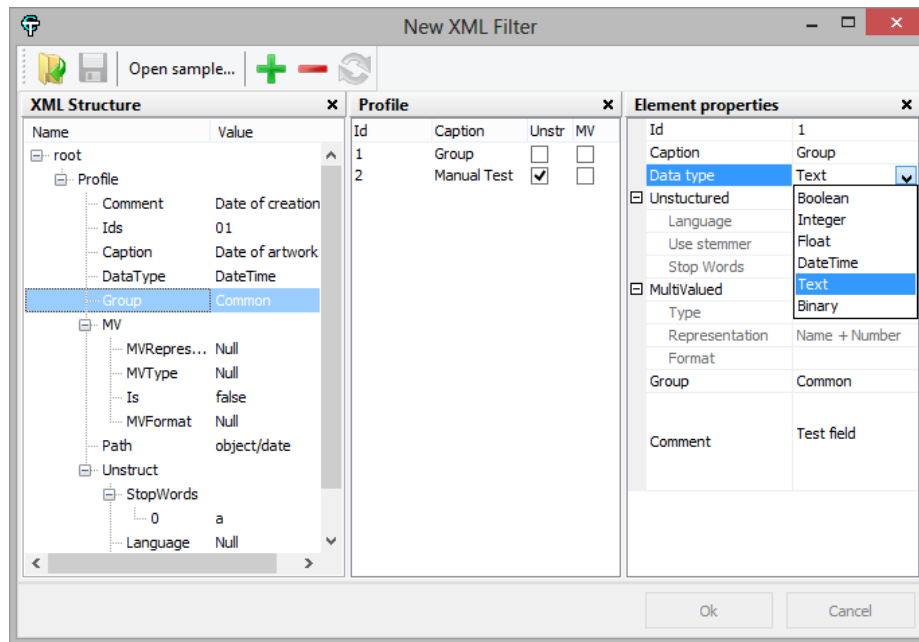 New XML Filter
Open sample...
XML Structure
Name Value
root
Profile
Comment Date of creation
Ids 01
Caption Date of artwork
DataType DateTime
Group Common
MV
MVRepres... Null
MVType Null
Is false
MVFormat Null
Path object/date
Unstruct
StopWords
0 a
Language Null
Profile
Id Caption Unstr MV
1 Group
2 Manual Test
Element properties
Id 1
Caption Group
Data type Text
Boolean
Integer
Float
DateTime
Text
Binary
Unstuctured
Language
Use stemmer
Stop Words
MultiValued
Type
Representation Name + Number
Format
Group Common
Comment Test field
Ok Cancel